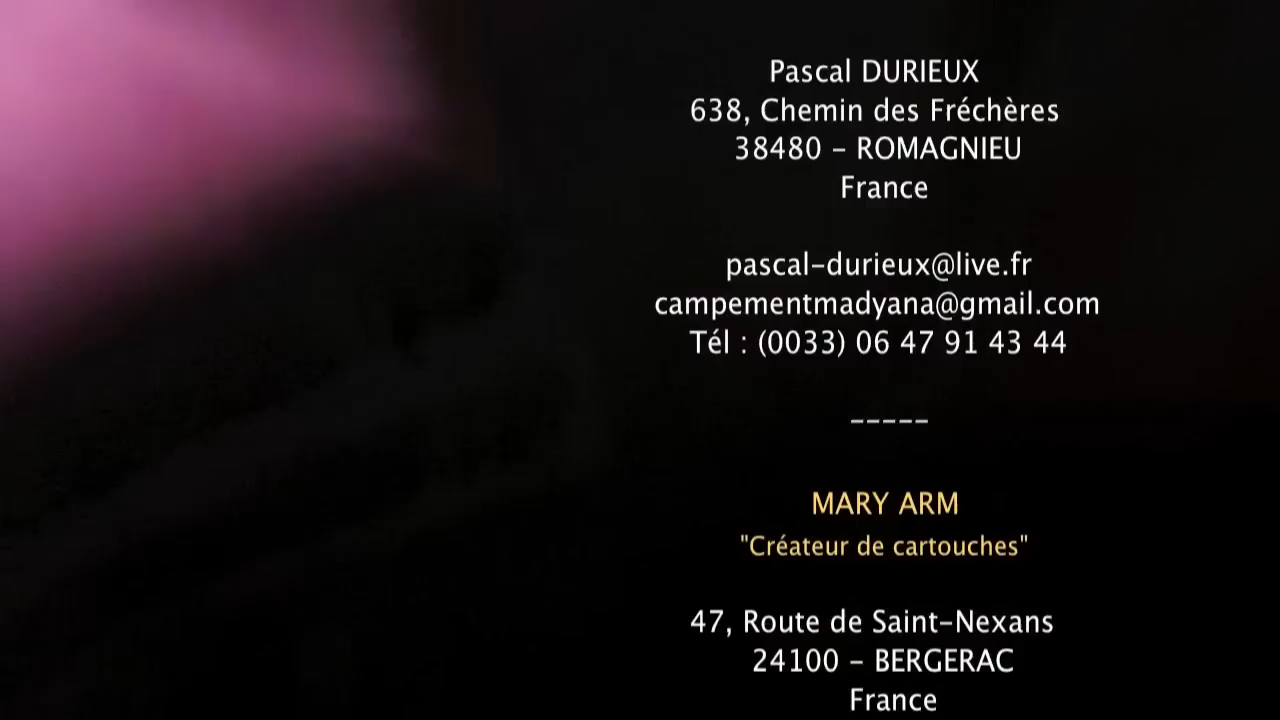 Pascal DURIEUX
638, Chemin des Fréchères
38480 - ROMAGNIEU
France
pascal-durieux@live.fr
campementmadyana@gmail.com
Tél : (0033) 06 47 91 43 44
-----
MARY ARM
"Créateur de cartouches"
47, Route de Saint-Nexans
24100 - BERGERAC
France